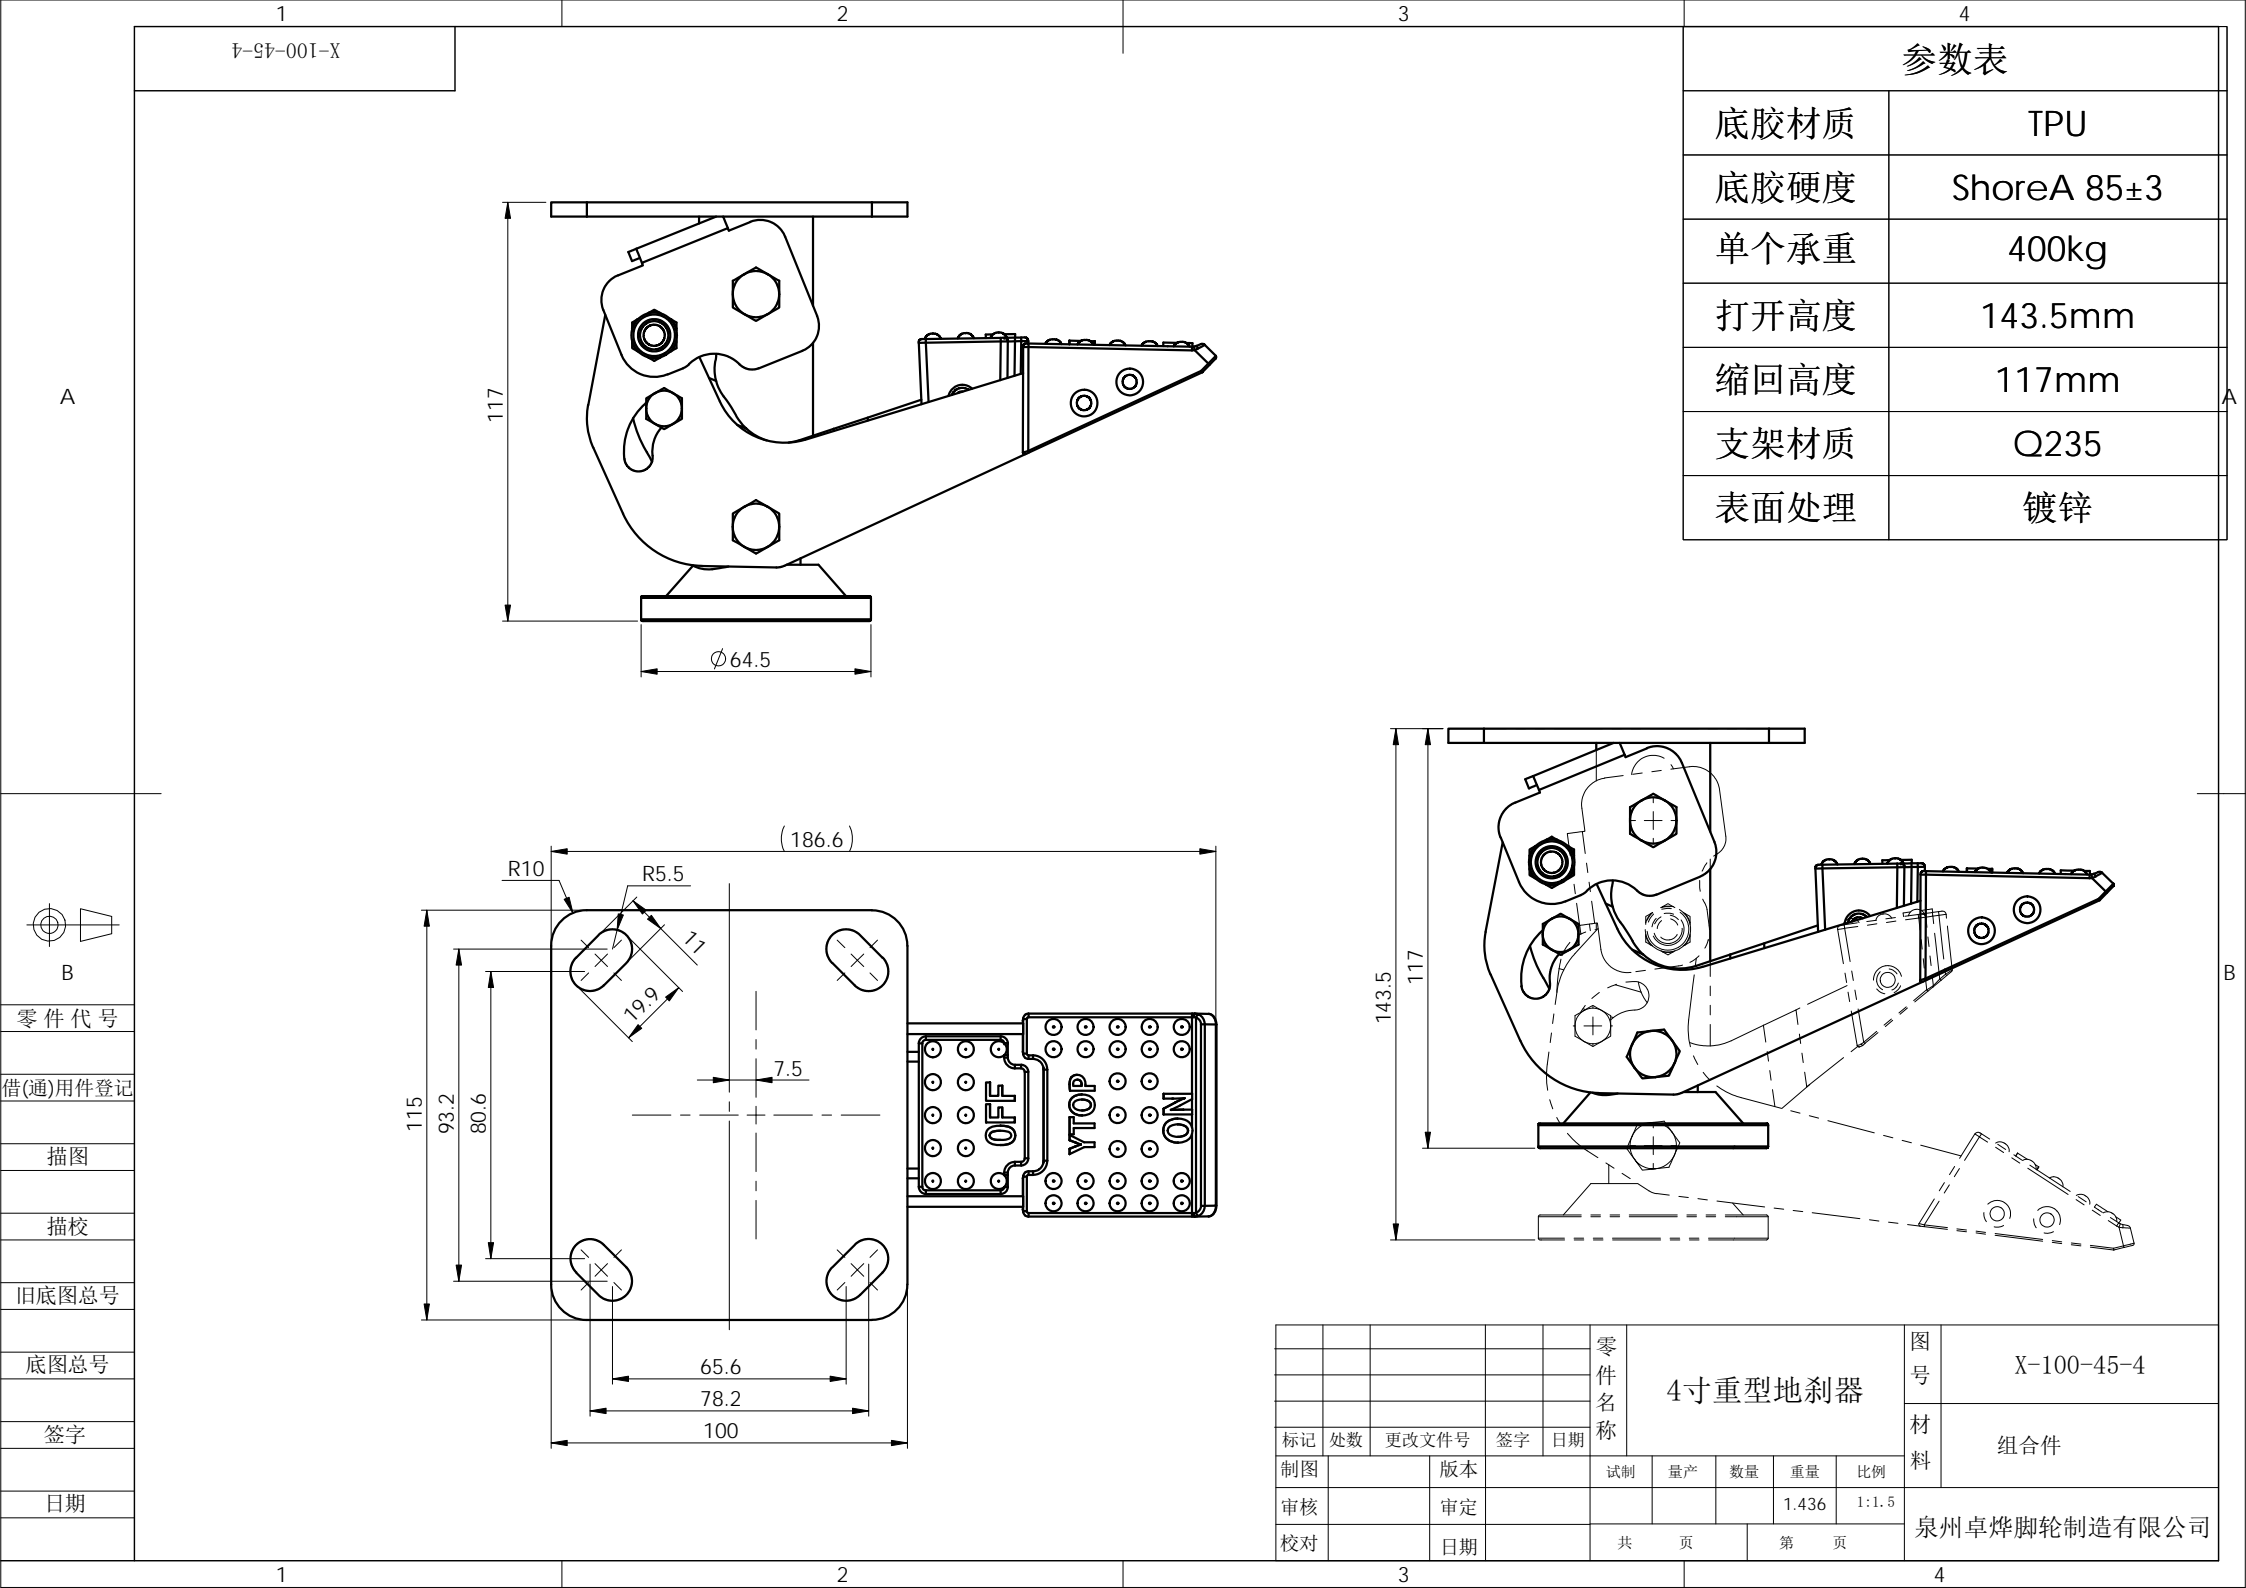 1 2 3 4
X-100-45-4
参数表
底胶材质 TPU
底胶硬度 ShoreA 85±3
单个承重 400kg
打开高度 143.5mm
缩回高度 117mm
支架材质 Q235
表面处理 镀锌
A
A
117
∅64.5
143.5
117
(186.6)
R10
R5.5
11
19.9
7.5
115
93.2
80.6
65.6
78.2
100
OFF
YTOP
ON
B
B
零件代号
借(通)用件登记
描图
描校
旧底图总号
底图总号
签字
日期
标记 处数 更改文件号 签字 日期
制图 版本
审核 审定
校对 日期
零件名称
4寸重型地刹器
试制 量产 数量 重量 比例
1.436 1:1.5
共 页 第 页
图号
X-100-45-4
材料
组合件
泉州卓烨脚轮制造有限公司
1 2 3 4